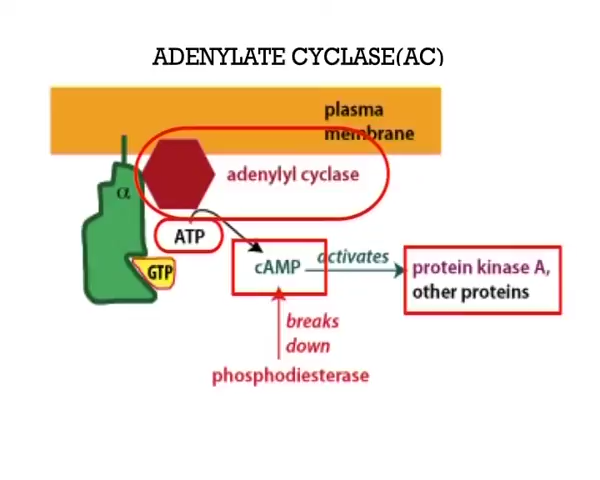 ADENYLATE CYCLASE(AC)
plasma
membrane
α
adenylyl cyclase
ATP
GTP
cAMP
activates
protein kinase A,
other proteins
breaks
down
phosphodiesterase